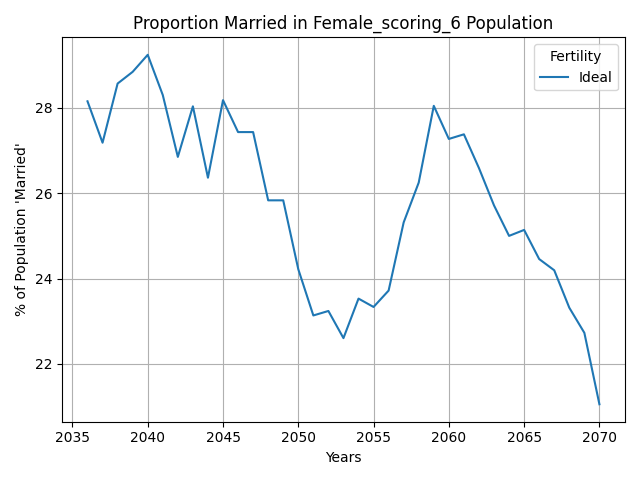 Proportion Married in Female_scoring_6 Population
Fertility
Ideal
% of Population 'Married'
28
26
24
22
2035 2040 2045 2050 2055 2060 2065 2070
Years